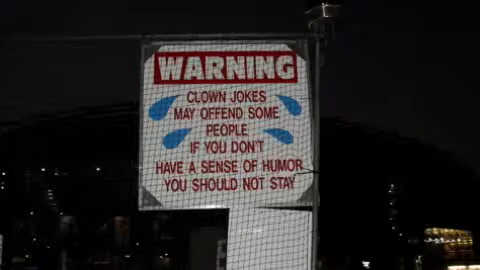 WARNING
CLOWN JOKES
MAY OFFEND SOME
PEOPLE
IF YOU DON'T
HAVE A SENSE OF HUMOR
YOU SHOULD NOT STAY